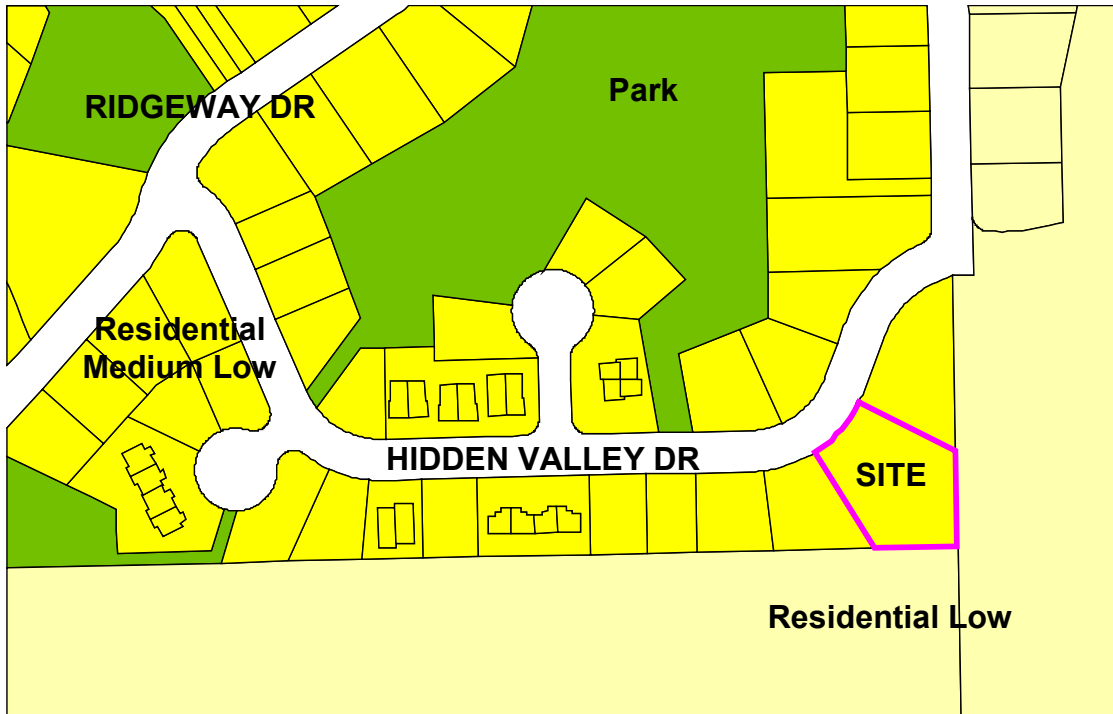 Park
RIDGEWAY DR
Residential
Medium Low
HIDDEN VALLEY DR
SITE
Residential Low